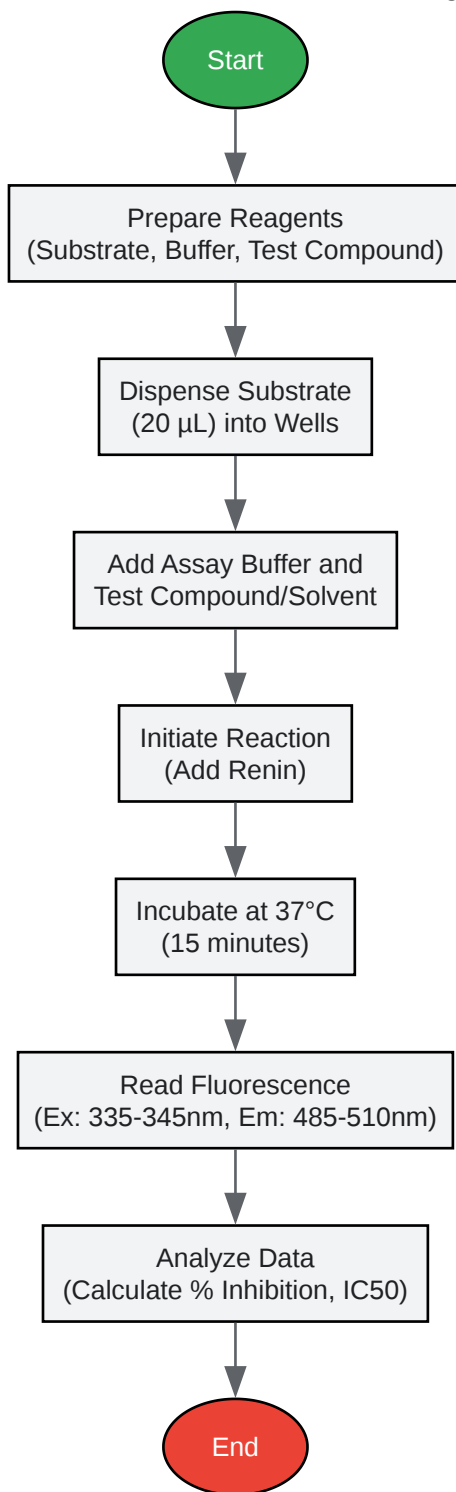 Start
Prepare Reagents
(Substrate, Buffer, Test Compound)
Dispense Substrate
(20 µL) into Wells
Add Assay Buffer and
Test Compound/Solvent
Initiate Reaction
(Add Renin)
Incubate at 37°C
(15 minutes)
Read Fluorescence
(Ex: 335-345nm, Em: 485-510nm)
Analyze Data
(Calculate % Inhibition, IC50)
End